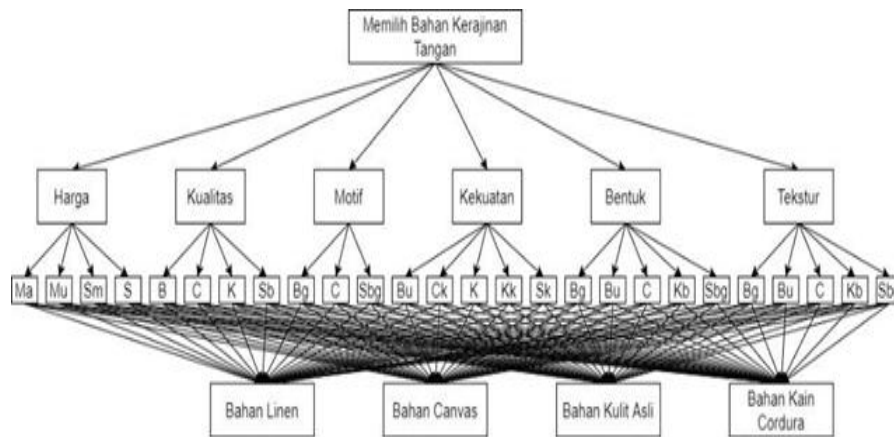 Memilih Bahan Kerajinan
Tangan
Harga Kualitas Motif Kekuatan Bentuk Tekstur
Ma Mu Sm S B C K Sb Bg C Sbg Bu Ck K Kk Sk Bg Bu C Kb Sbg Bg Bu C Kb
Bahan Linen Bahan Canvas Bahan Kulit Asli Bahan Kain
Cordura